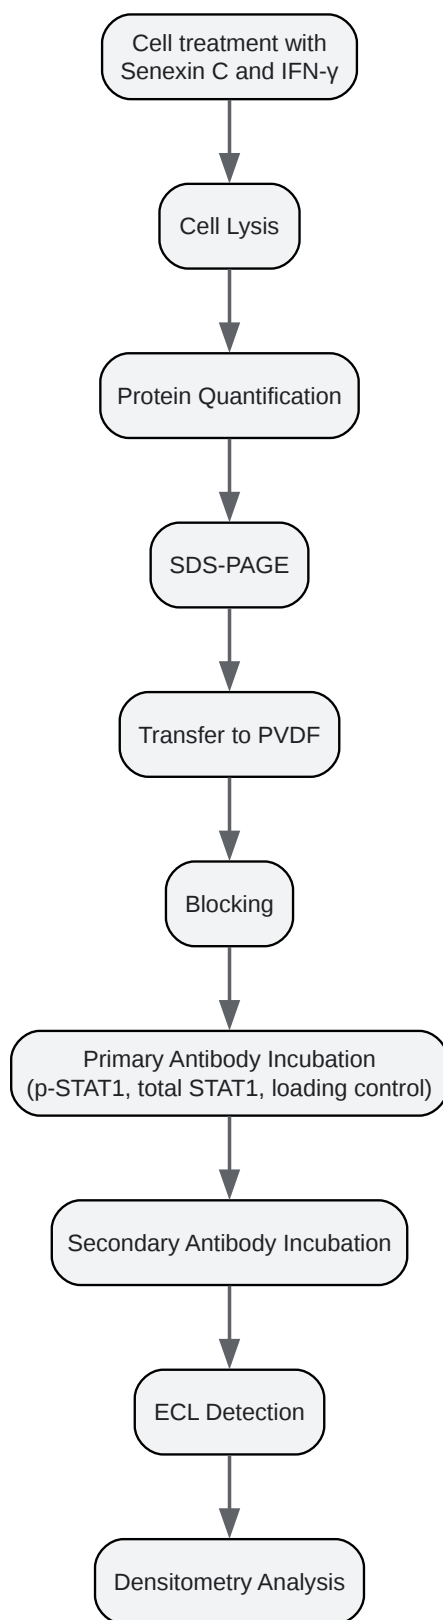 Cell treatment with
Senexin C and IFN-γ
Cell Lysis
Protein Quantification
SDS-PAGE
Transfer to PVDF
Blocking
Primary Antibody Incubation
(p-STAT1, total STAT1, loading control)
Secondary Antibody Incubation
ECL Detection
Densitometry Analysis